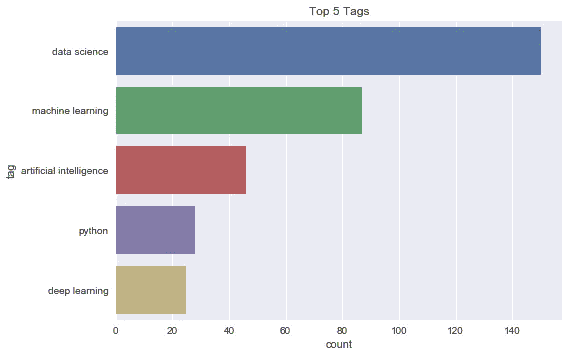 Top 5 Tags
data science
machine learning
artificial intelligence
python
deep learning
tag
0 20 40 60 80 100 120 140
count